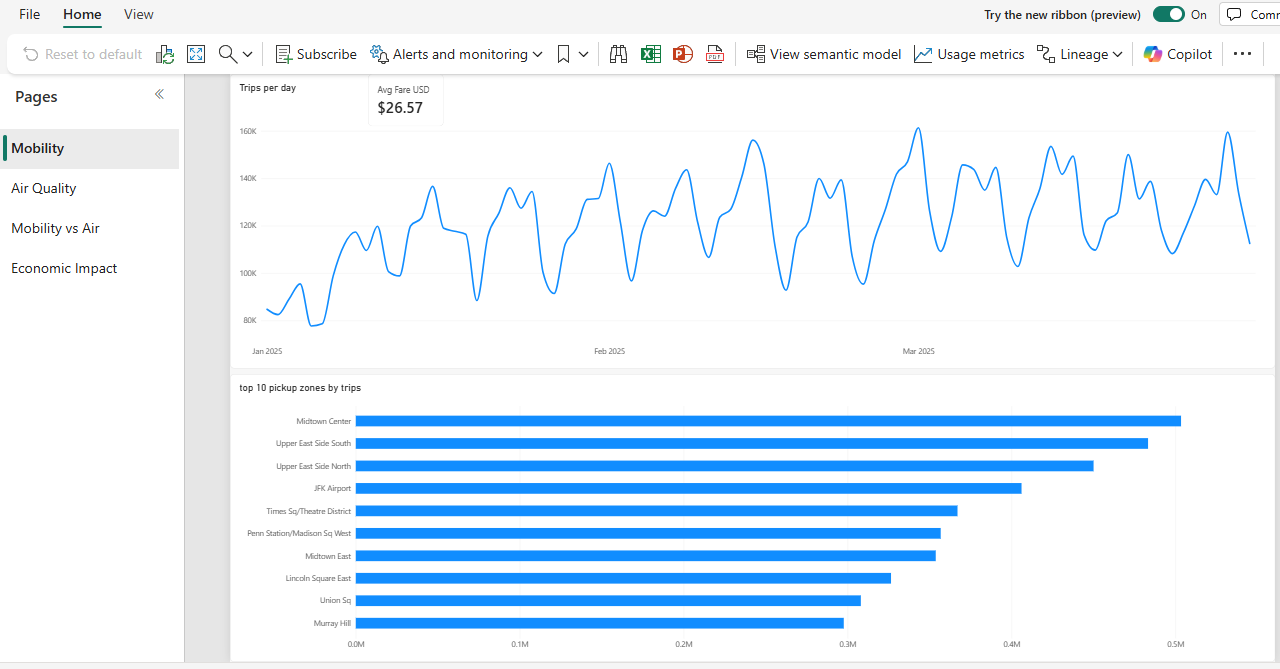 File Home View Try the new ribbon (preview) On Comm
Reset to default Subscribe Alerts and monitoring View semantic model Usage metrics Lineage Copilot
Pages
Mobility
Air Quality
Mobility vs Air
Economic Impact
Trips per day
Avg Fare USD
$26.57
160K
140K
120K
100K
80K
Jan 2025 Feb 2025 Mar 2025
top 10 pickup zones by trips
Midtown Center
Upper East Side South
Upper East Side North
JFK Airport
Times Sq/Theatre District
Penn Station/Madison Sq West
Midtown East
Lincoln Square East
Union Sq
Murray Hill
0.0M 0.1M 0.2M 0.3M 0.4M 0.5M